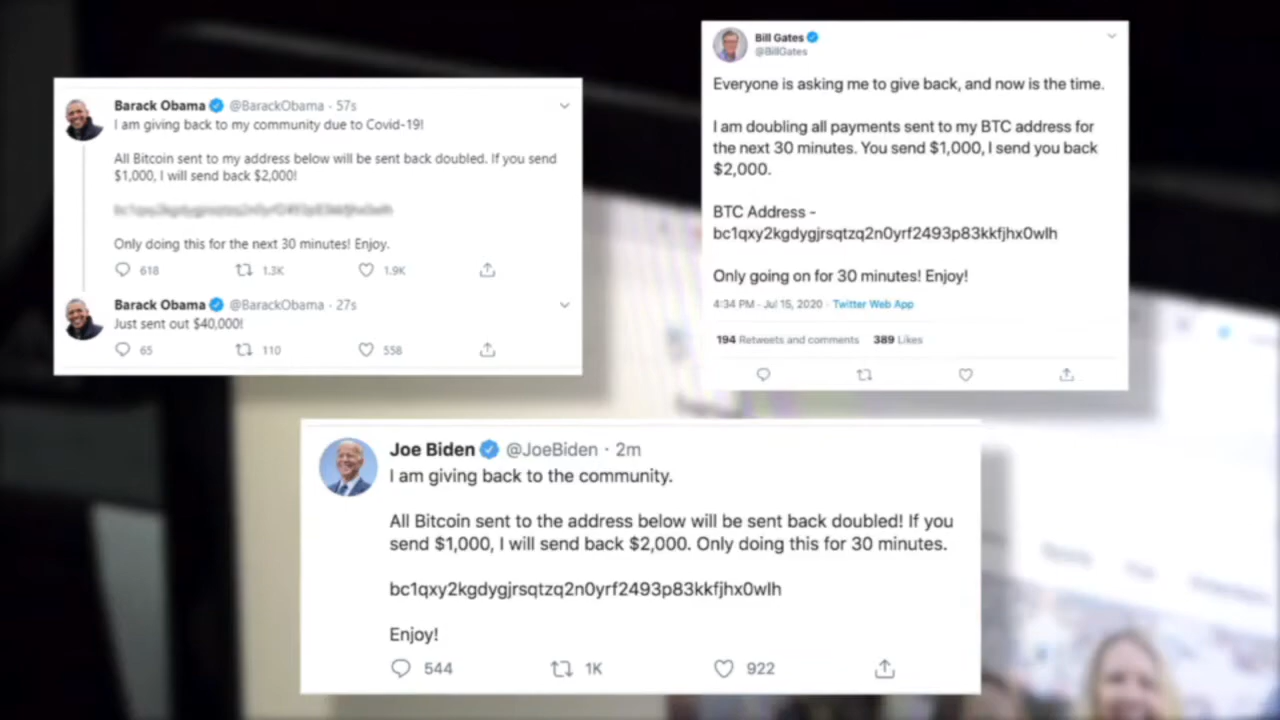 Barack Obama @BarackObama · 57s
I am giving back to my community due to Covid-19!
All Bitcoin sent to my address below will be sent back doubled. If you send
$1,000, I will send back $2,000!
Only doing this for the next 30 minutes! Enjoy.
618 1.3K 1.9K
Barack Obama @BarackObama · 27s
Just sent out $40,000!
65 110 558
Bill Gates
@BillGates
Everyone is asking me to give back, and now is the time.
I am doubling all payments sent to my BTC address for
the next 30 minutes. You send $1,000, I send you back
$2,000.
BTC Address -
bc1qxy2kgdygjrsqtzq2n0yrf2493p83kkfjhx0wlh
Only going on for 30 minutes! Enjoy!
4:34 PM · Jul 15, 2020 · Twitter Web App
194 Retweets and comments 389 Likes
Joe Biden @JoeBiden · 2m
I am giving back to the community.
All Bitcoin sent to the address below will be sent back doubled! If you
send $1,000, I will send back $2,000. Only doing this for 30 minutes.
bc1qxy2kgdygjrsqtzq2n0yrf2493p83kkfjhx0wlh
Enjoy!
544 1K 922